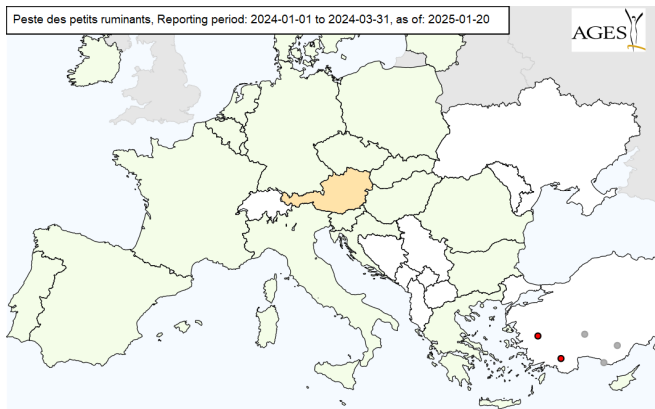 Peste des petits ruminants, Reporting period: 2024-01-01 to 2024-03-31, as of: 2025-01-20
AGES